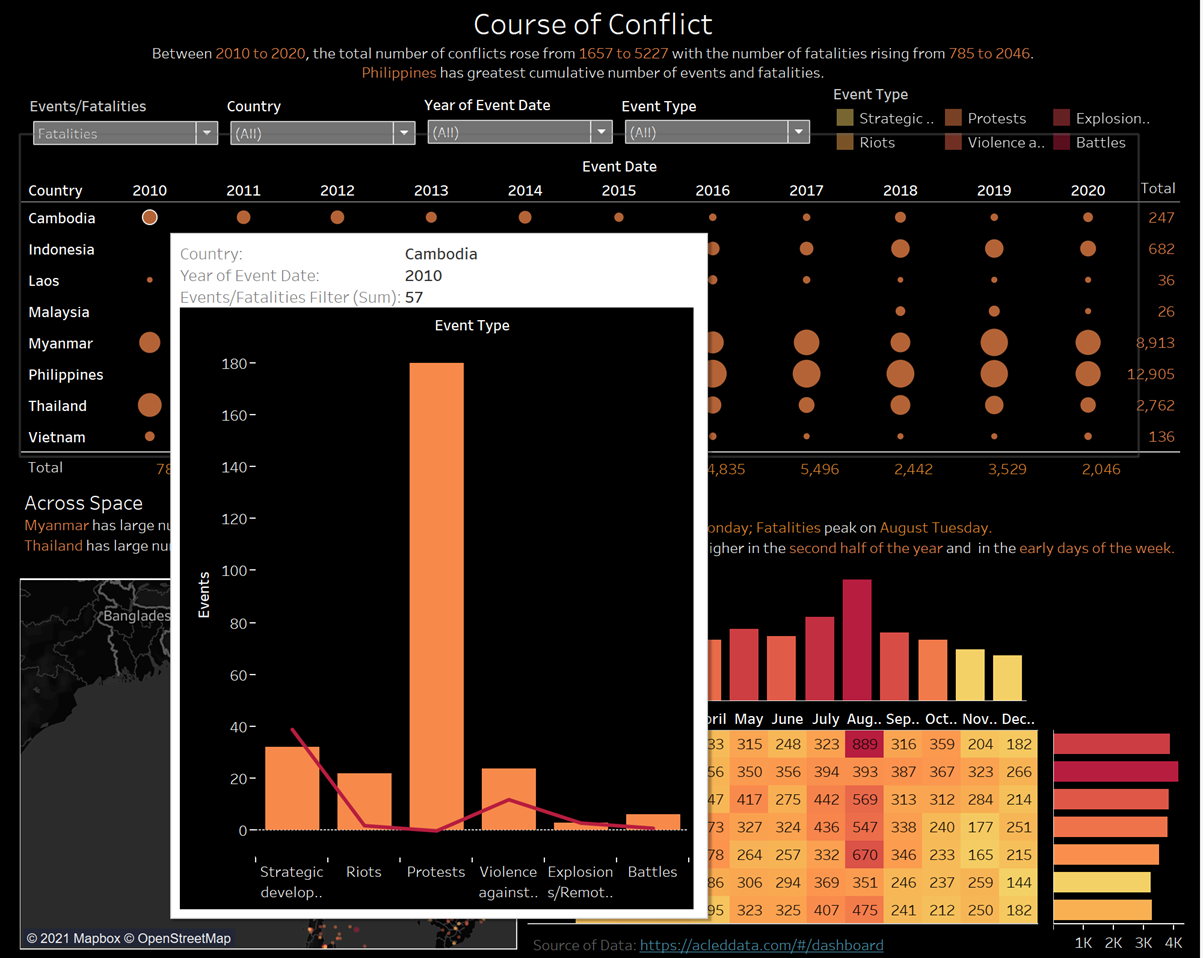 Course of Conflict
Between 2010 to 2020, the total number of conflicts rose from 1657 to 5227 with the number of fatalities rising from 785 to 2046.
Philippines has greatest cumulative number of events and fatalities.
Events/Fatalities
Fatalities
Country
(All)
Year of Event Date
(All)
Event Type
(All)
Event Type
Strategic .. Protests Explosion..
Riots Violence a.. Battles
Event Date
Country 2010 2011 2012 2013 2014 2015 2016 2017 2018 2019 2020 Total
Cambodia 247
Indonesia 682
Laos 36
Malaysia 26
Myanmar 8,913
Philippines 12,905
Thailand 2,762
Vietnam 136
Total 78 4,835 5,496 2,442 3,529 2,046
Country: Cambodia
Year of Event Date: 2010
Events/Fatalities Filter (Sum): 57
Event Type
180
160
140
120
100
80
60
40
20
0
Events
Strategic develop..
Riots
Protests
Violence against..
Explosion s/Remot..
Battles
Across Space
Myanmar has large nu
Thailand has large nu
onday; Fatalities peak on August Tuesday.
igher in the second half of the year and in the early days of the week.
Banglades
© 2021 Mapbox © OpenStreetMap
pril May June July Aug.. Sep.. Oct.. Nov.. Dec..
33 315 248 323 889 316 359 204 182
56 350 356 394 393 387 367 323 266
47 417 275 442 569 313 312 284 214
73 327 324 436 547 338 240 177 251
78 264 257 332 670 346 233 165 215
86 306 294 369 351 246 237 259 144
95 323 325 407 475 241 212 250 182
1K 2K 3K 4K
Source of Data: https://acleddata.com/#/dashboard